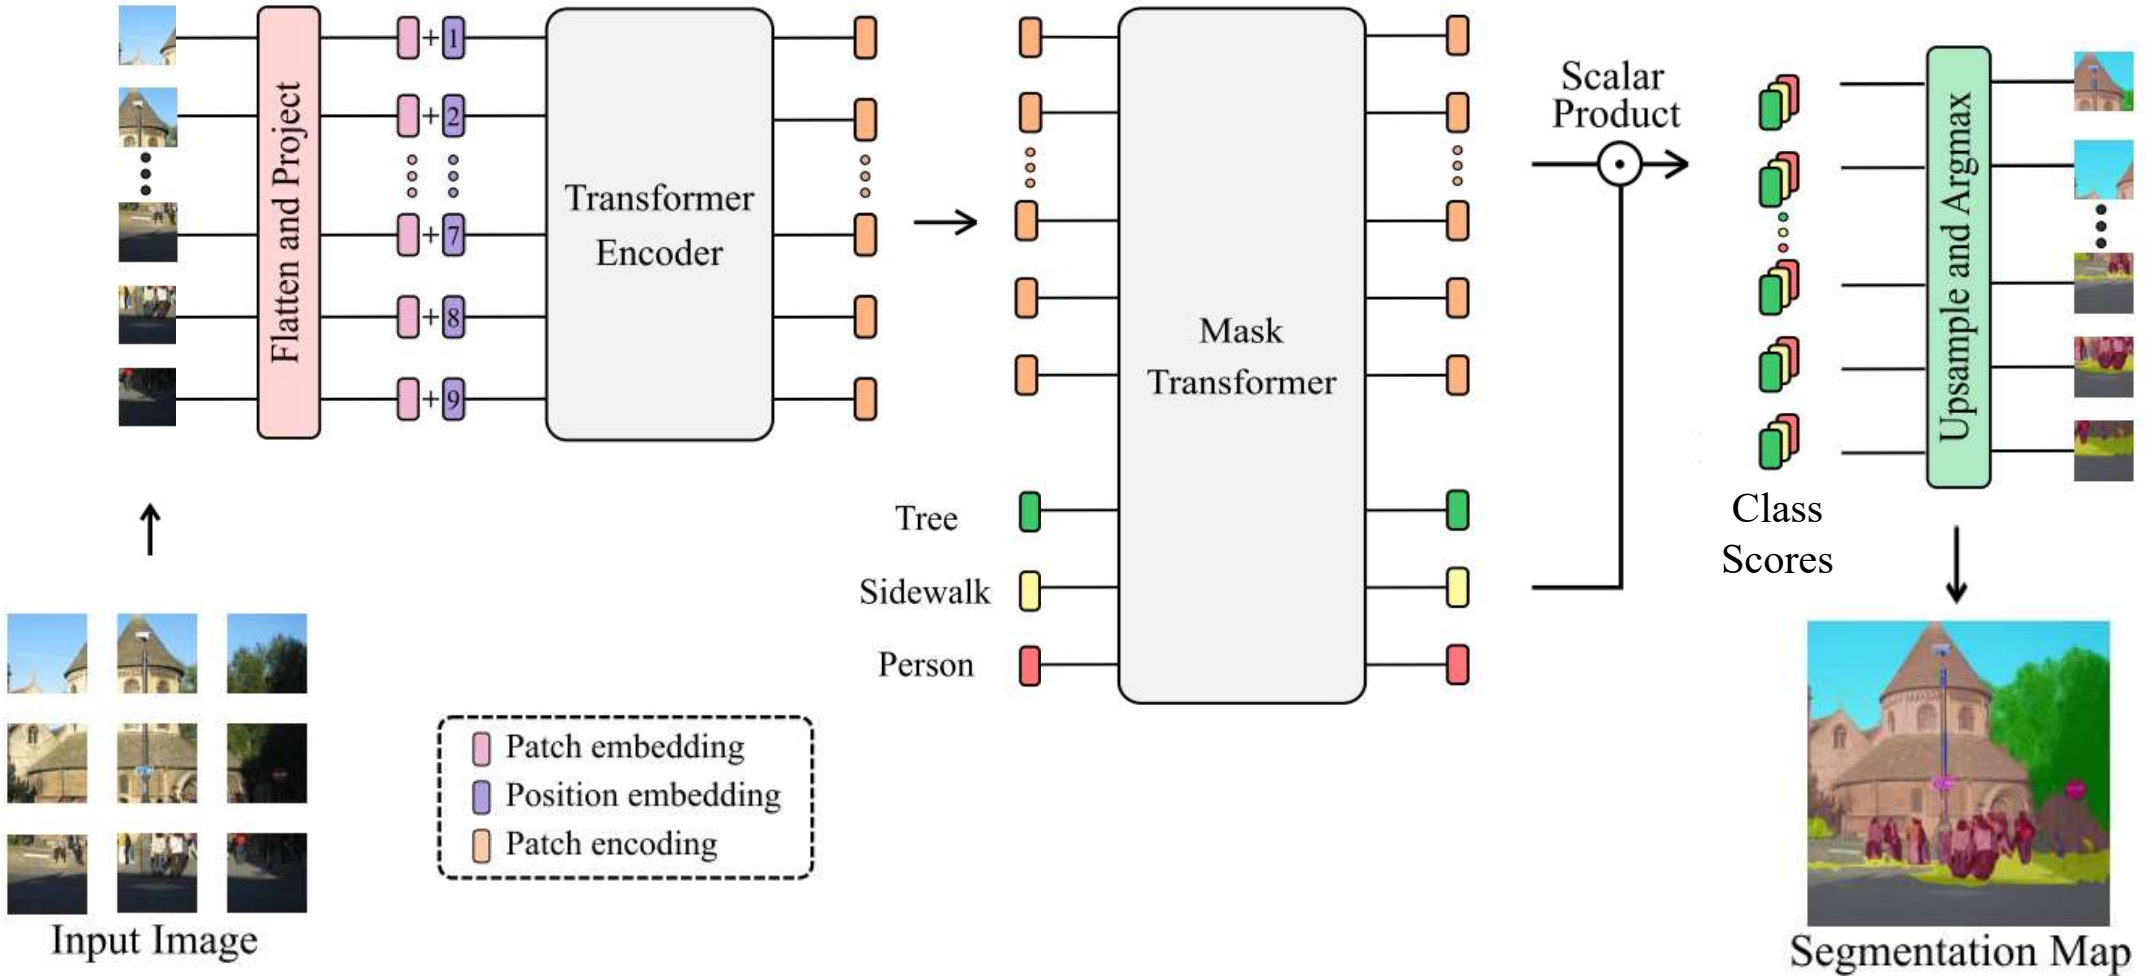 Flatten and Project
+ 1
+ 2
+ 7
+ 8
+ 9
Transformer
Encoder
Mask
Transformer
Tree
Sidewalk
Person
Scalar
Product
Class
Scores
Upsample and Argmax
Input Image
Patch embedding
Position embedding
Patch encoding
Segmentation Map